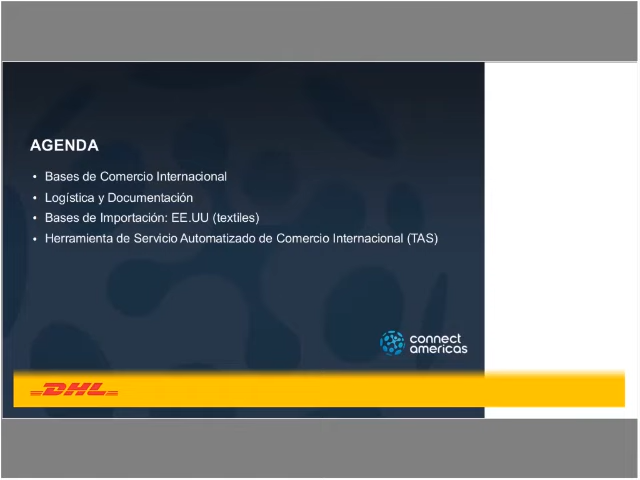 AGENDA
• Bases de Comercio Internacional
• Logística y Documentación
• Bases de Importación: EE.UU (textiles)
• Herramienta de Servicio Automatizado de Comercio Internacional (TAS)
connect
americas
DHL